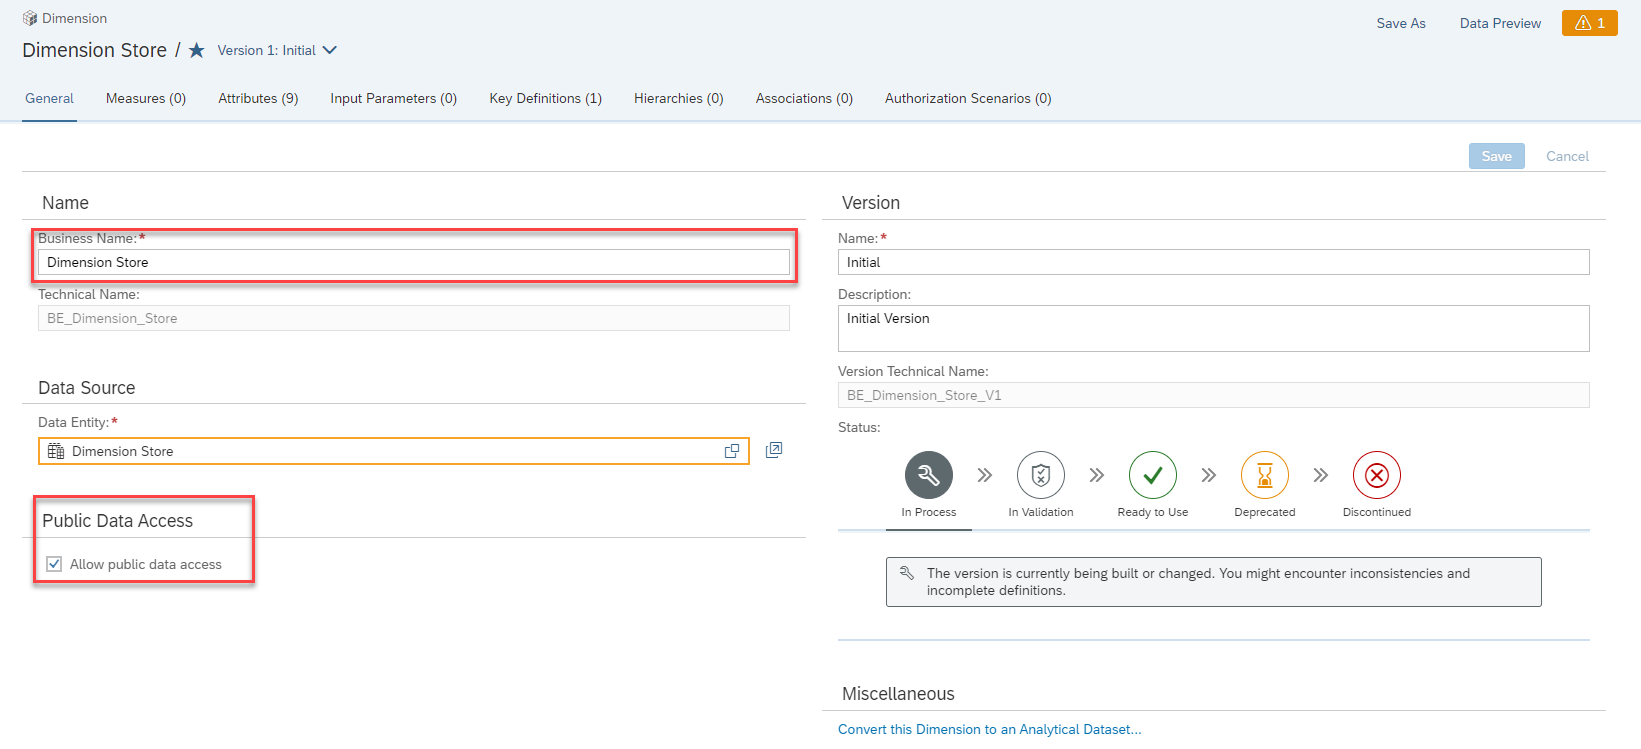 Dimension
Save As
Data Preview
1
Dimension Store /
Version 1: Initial
General
Measures (0)
Attributes (9)
Input Parameters (0)
Key Definitions (1)
Hierarchies (0)
Associations (0)
Authorization Scenarios (0)
Save
Cancel
Name
Business Name:*
Dimension Store
Technical Name:
BE_Dimension_Store
Data Source
Data Entity:*
Dimension Store
Public Data Access
Allow public data access
Version
Name:*
Initial
Description:
Initial Version
Version Technical Name:
BE_Dimension_Store_V1
Status:
In Process
In Validation
Ready to Use
Deprecated
Discontinued
The version is currently being built or changed. You might encounter inconsistencies and
incomplete definitions.
Miscellaneous
Convert this Dimension to an Analytical Dataset...